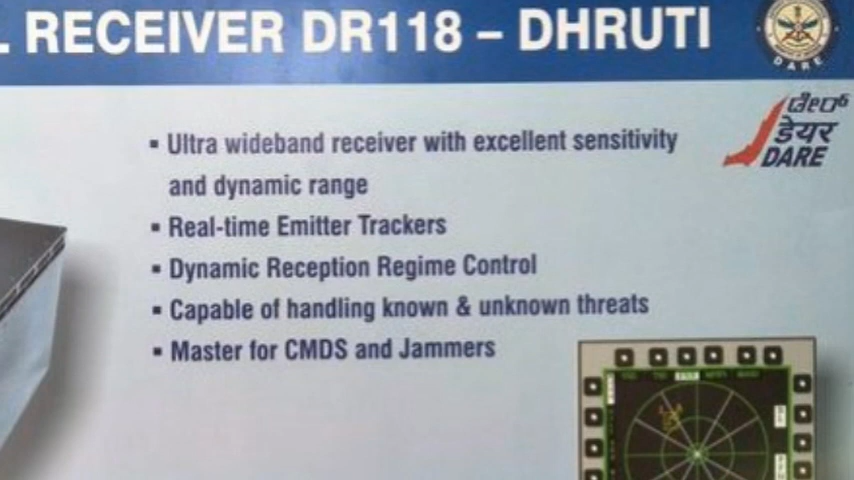 L RECEIVER DR118 – DHRUTI
DARE
ಡೇರ್
डेयर
DARE
▪ Ultra wideband receiver with excellent sensitivity
and dynamic range
▪ Real-time Emitter Trackers
▪ Dynamic Reception Regime Control
▪ Capable of handling known & unknown threats
▪ Master for CMDS and Jammers